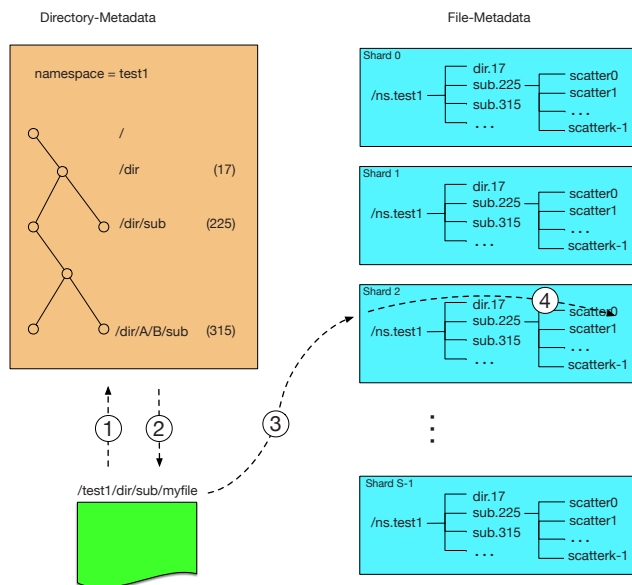 Directory-Metadata
File-Metadata
namespace = test1
/
/dir (17)
/dir/sub (225)
/dir/A/B/sub (315)
1
2
3
/test1/dir/sub/myfile
Shard 0
/ns.test1
dir.17
sub.225
sub.315
...
scatter0
scatter1
...
scatterk-1
Shard 1
/ns.test1
dir.17
sub.225
sub.315
...
scatter0
scatter1
...
scatterk-1
Shard 2
4
/ns.test1
dir.17
sub.225
sub.315
...
scatter0
scatter1
...
scatterk-1
Shard S-1
/ns.test1
dir.17
sub.225
sub.315
...
scatter0
scatter1
...
scatterk-1